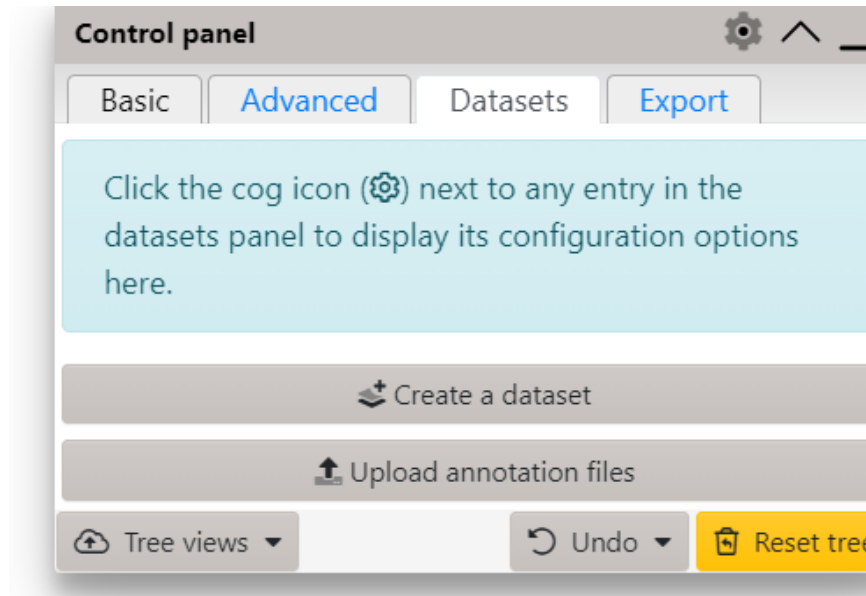 Control panel
Basic Advanced Datasets Export
Click the cog icon () next to any entry in the
datasets panel to display its configuration options
here.
Create a dataset
Upload annotation files
Tree views Undo Reset tree